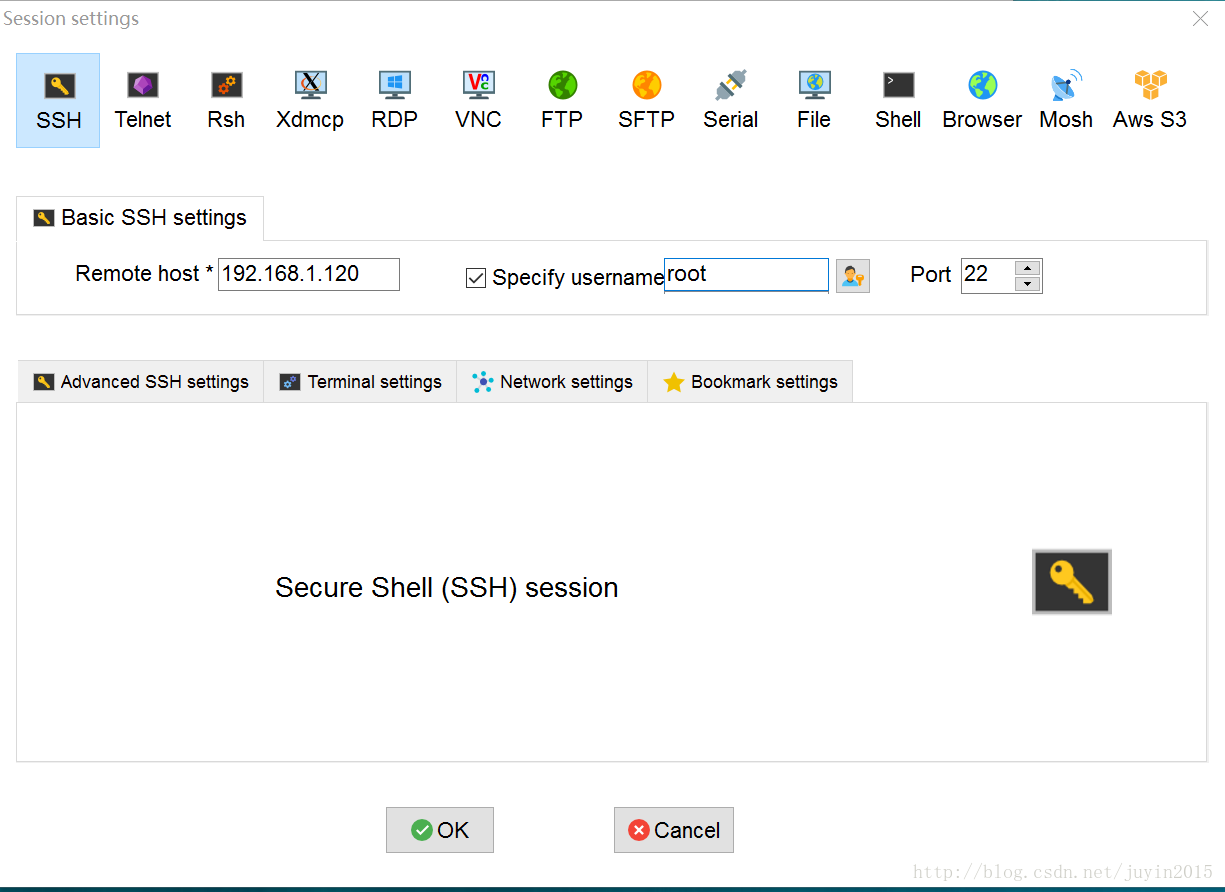 Session settings
SSH Telnet Rsh Xdmcp RDP VNC FTP SFTP Serial File Shell Browser Mosh Aws S3
Basic SSH settings
Remote host * 192.168.1.120 Specify username root Port 22
Advanced SSH settings Terminal settings Network settings Bookmark settings
Secure Shell (SSH) session
OK Cancel
http://blog.csdn.net/juyin2015